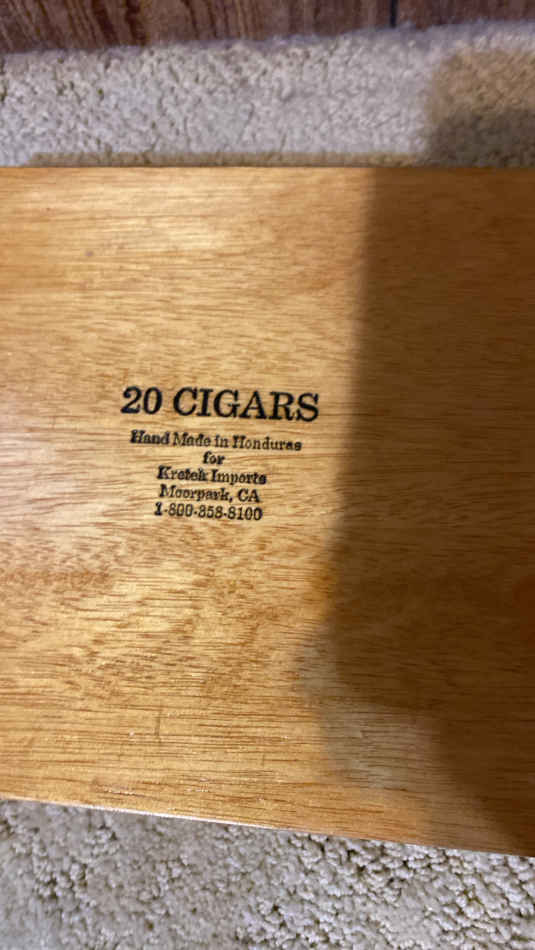 20 CIGARS
Hand Made in Honduras
for
Kretek Imports
Moorpark, CA
1-800-358-8100